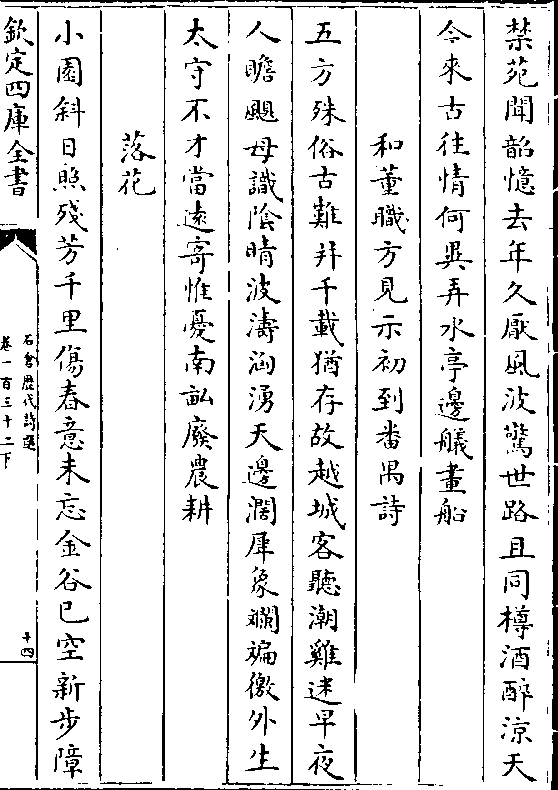 禁苑聞韶憶去年久厭風波驚世路且同樽酒醉涼天
今來古往情何異弄水亭邊艤畫船
和董職方見示初到番禺詩
五方殊俗古難并千載猶存故越城客聽潮雞迷早夜
人瞻颶母識陰晴波濤洶湧天邊濶犀象斓斒徼外生
太守不才當逺寄惟憂南畝廢農耕
落花
小園斜日照殘芳千里傷春意未忘金谷已空新步障
欽定四庫全書
石倉歴代詩選
卷一百三十二下
十四